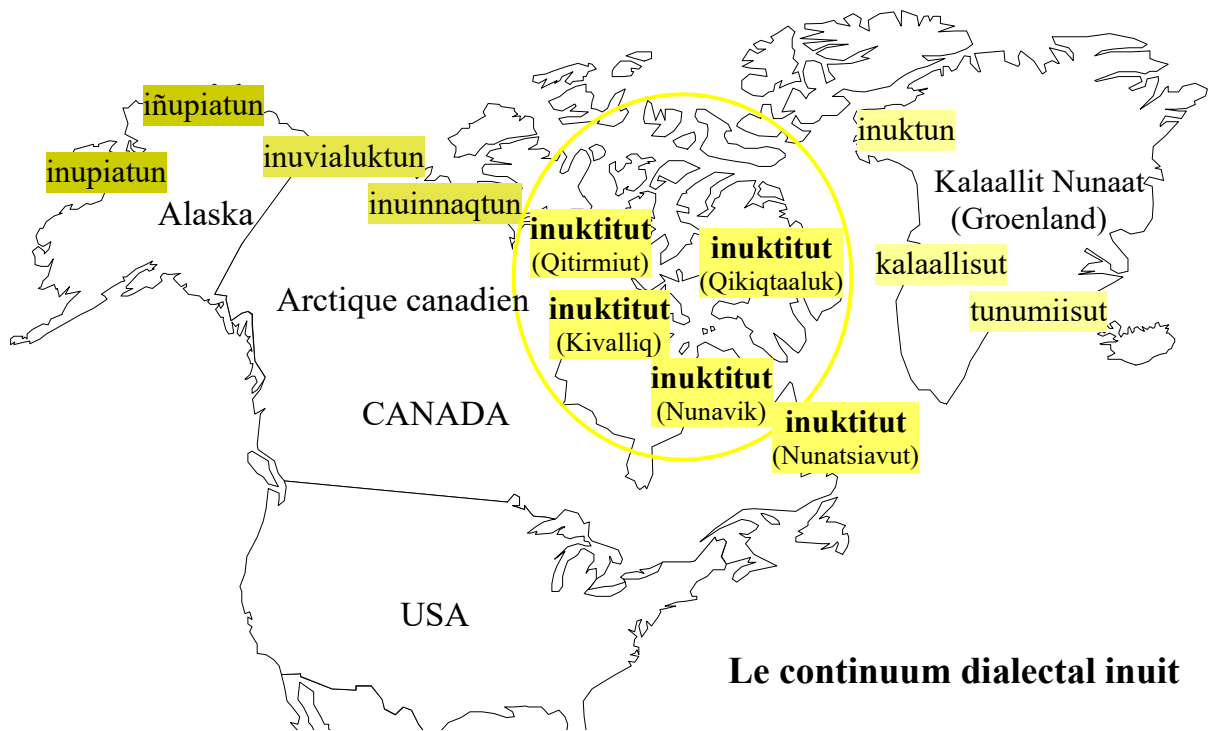 iñupiatun
inupiatun
Alaska
inuvialuktun
inuinnaqtun
Arctique canadien
inuktitut
(Qitirmiut)
inuktitut
(Qikiqtaaluk)
inuktitut
(Kivalliq)
inuktitut
(Nunavik)
inuktitut
(Nunatsiavut)
inuktun
Kalaallit Nunaat
(Groenland)
kalaallisut
tunumiisut
CANADA
USA
Le continuum dialectal inuit